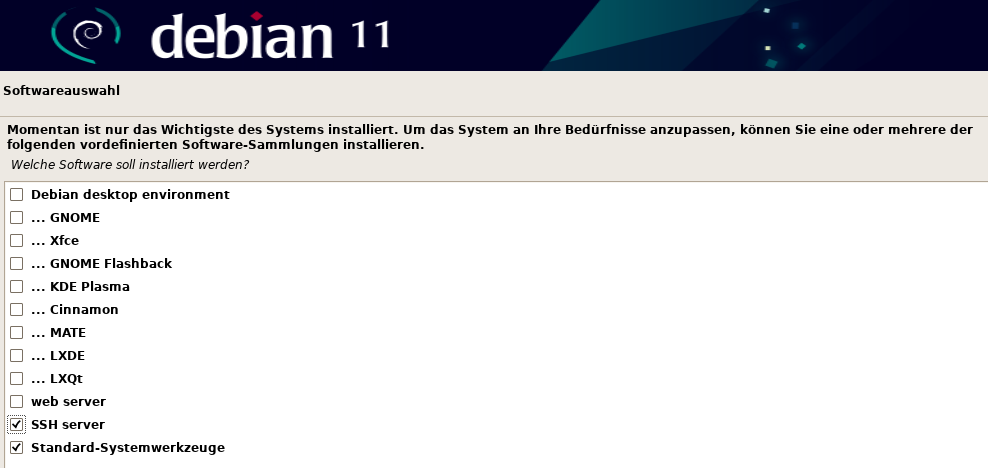 debian 11
Softwareauswahl
Momentan ist nur das Wichtigste des Systems installiert. Um das System an Ihre Bedürfnisse anzupassen, können Sie eine oder mehrere der
folgenden vordefinierten Software-Sammlungen installieren.
Welche Software soll installiert werden?
Debian desktop environment
... GNOME
... Xfce
... GNOME Flashback
... KDE Plasma
... Cinnamon
... MATE
... LXDE
... LXQt
web server
SSH server
Standard-Systemwerkzeuge